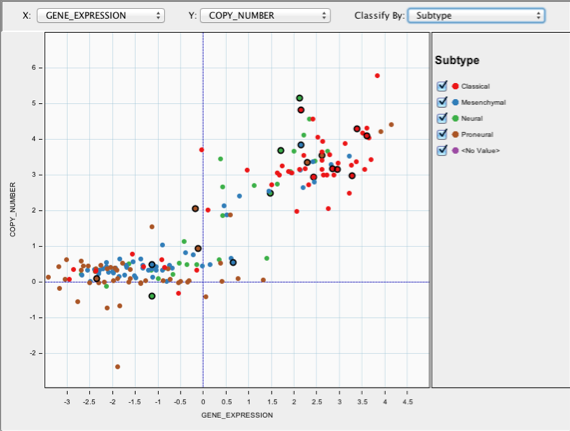 X: GENE_EXPRESSION Y: COPY_NUMBER Classify By: Subtype
Subtype
Classical
Mesenchymal
Neural
Proneural
<No Value>
COPY_NUMBER
6
5
4
3
2
1
0
-1
-2
-3 -2.5 -2 -1.5 -1 -0.5 0 0.5 1 1.5 2 2.5 3 3.5 4 4.5
GENE_EXPRESSION